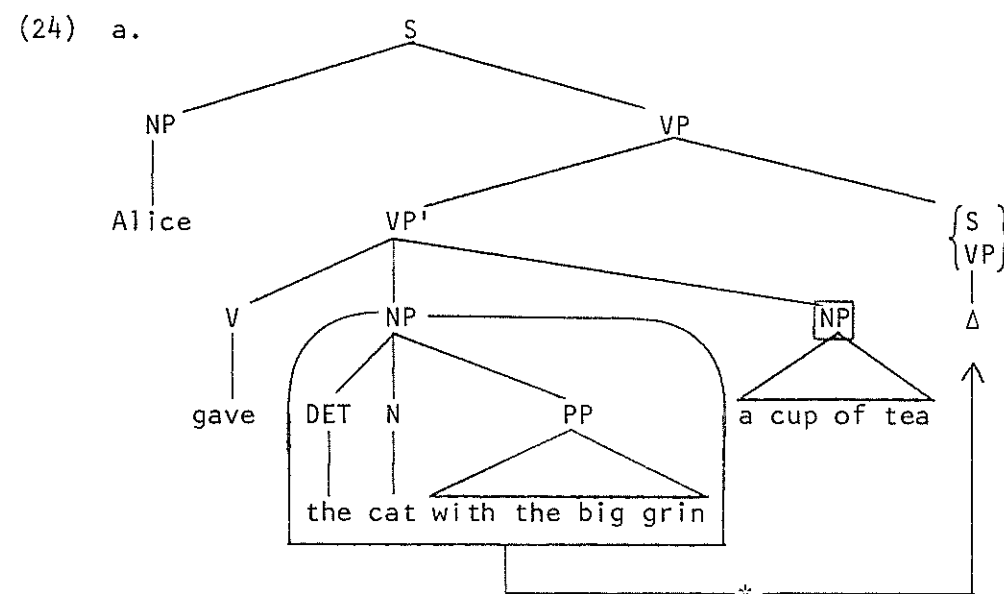 (24) a. S
NP VP
Alice VP' {S
VP}
V NP NP Δ
gave DET N PP a cup of tea
the cat with the big grin
*